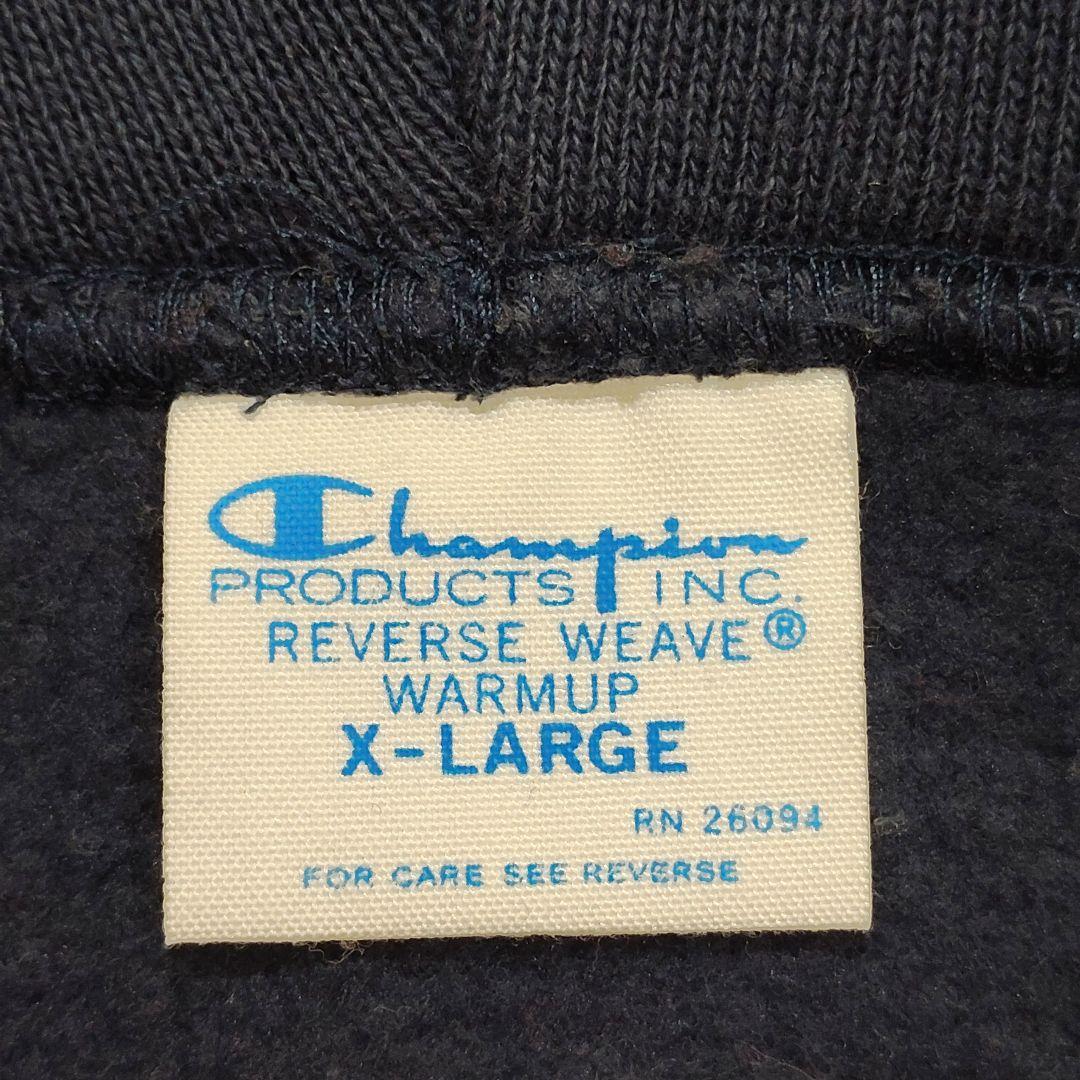 Champion
PRODUCTS INC.
REVERSE WEAVE®
WARMUP
X-LARGE
RN 26094
FOR CARE SEE REVERSE